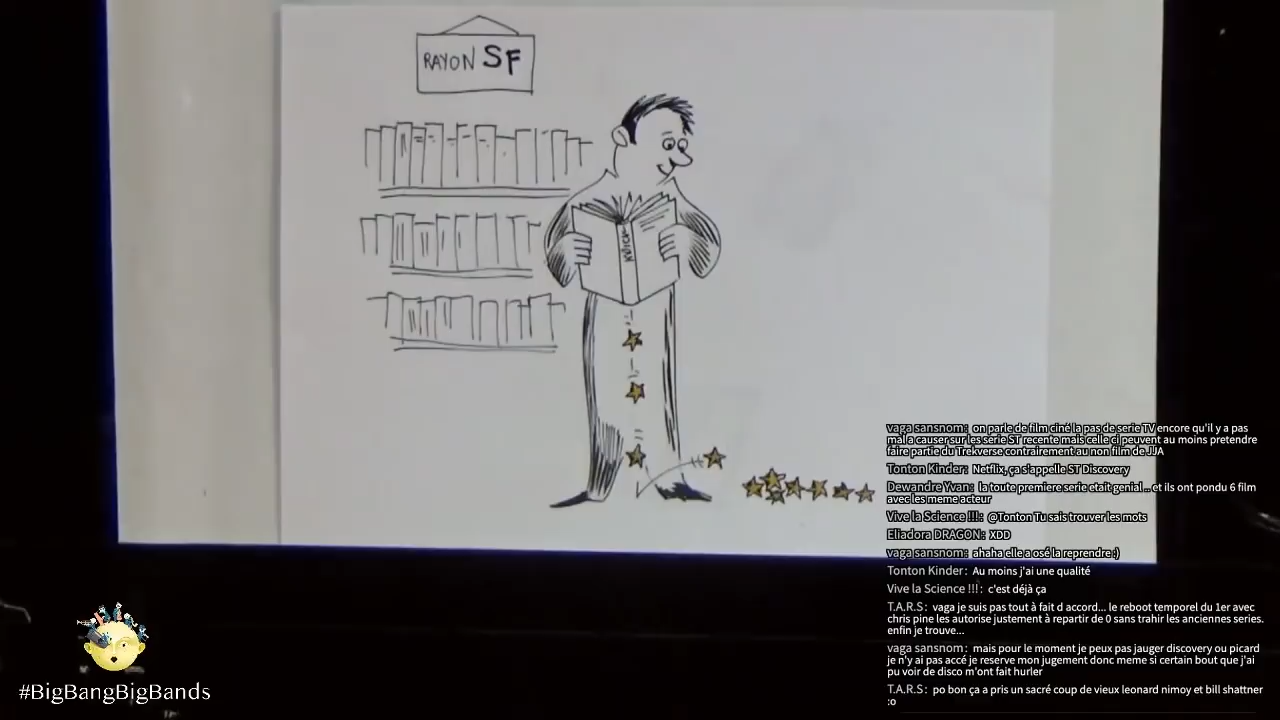 RAYON SF
vaga sansnom: on parle de film ciné la pas de serie TV encore qu'il y a pas
mal a causer sur les serie ST recente mais celle ci peuvent au moins pretendre
faire partie du Trekverse contrairement au non film de JJA
Tonton Kinder: Netflix, ça s'appelle ST Discovery
Dewandre Yvan: la toute premiere serie etait genial .. et ils ont pondu 6 film
avec les meme acteur
Vive la Science !!!: @Tonton Tu sais trouver les mots
Eliadora DRAGON: XDD
vaga sansnom: ahaha elle a osé la reprendre :)
Tonton Kinder: Au moins j'ai une qualité
Vive la Science !!!: c'est déjà ça
T.A.R.S: vaga je suis pas tout à fait d accord... le reboot temporel du 1er avec
chris pine les autorise justement à repartir de 0 sans trahir les anciennes series.
enfin je trouve...
vaga sansnom: mais pour le moment je peux pas jauger discovery ou picard
je n'y ai pas accé je reserve mon jugement donc meme si certain bout que j'ai
pu voir de disco m'ont fait hurler
T.A.R.S: po bon ça a pris un sacré coup de vieux leonard nimoy et bill shattner
:o
#BigBangBigBands